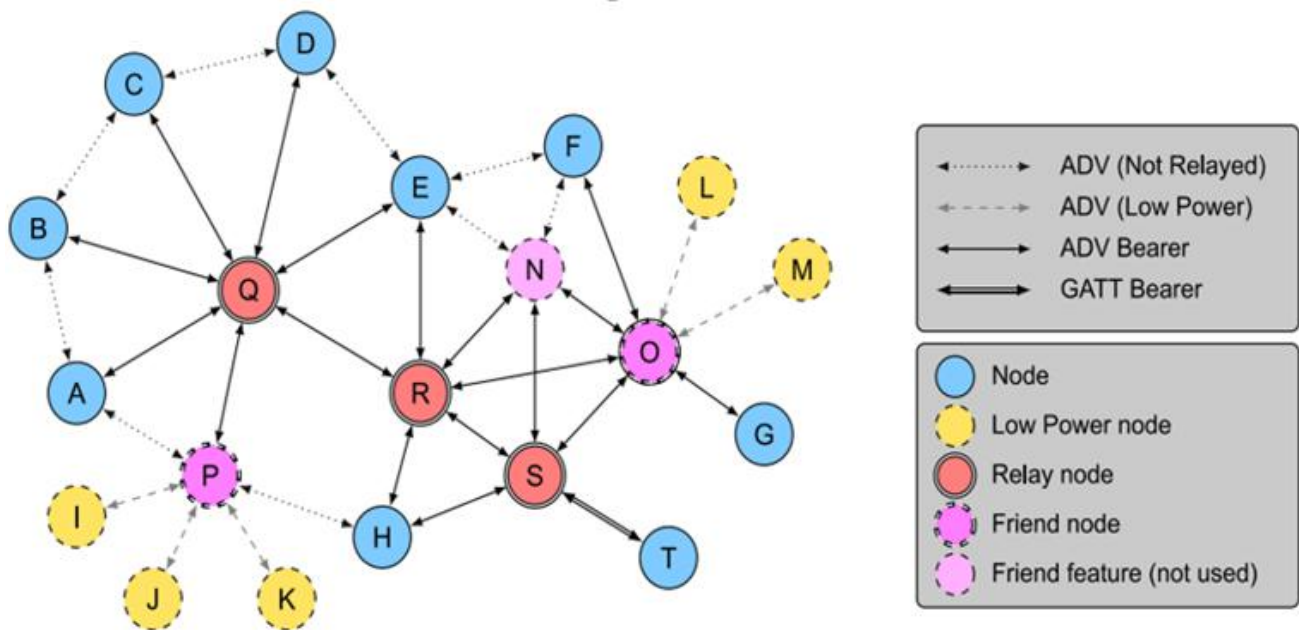 D
C
F
E
L
B
N
M
Q
O
A
R
G
P
S
I
H
T
J
K
ADV (Not Relayed)
ADV (Low Power)
ADV Bearer
GATT Bearer
Node
Low Power node
Relay node
Friend node
Friend feature (not used)